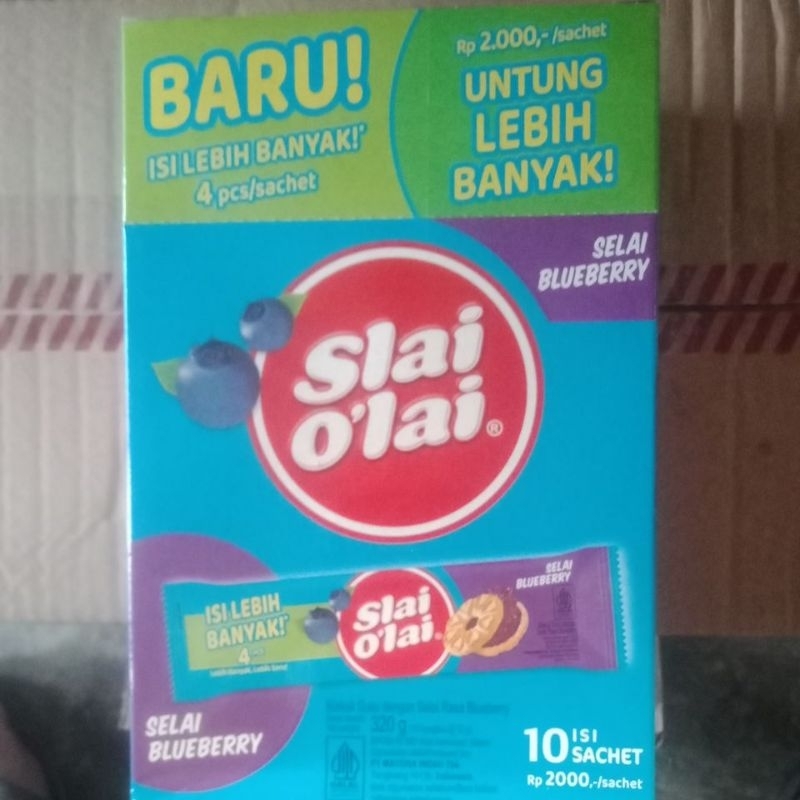 BARU!
ISI LEBIH BANYAK!*
4 pcs/sachet
Rp 2.000,- /sachet
UNTUNG
LEBIH
BANYAK!
SELAI
BLUEBERRY
Slai
o'lai®
ISI LEBIH
BANYAK!*
4
Slai
o'lai
SELAI
BLUEBERRY
SELAI
BLUEBERRY
320 g
HALAL
10 ISI
SACHET
Rp 2000,-/sachet